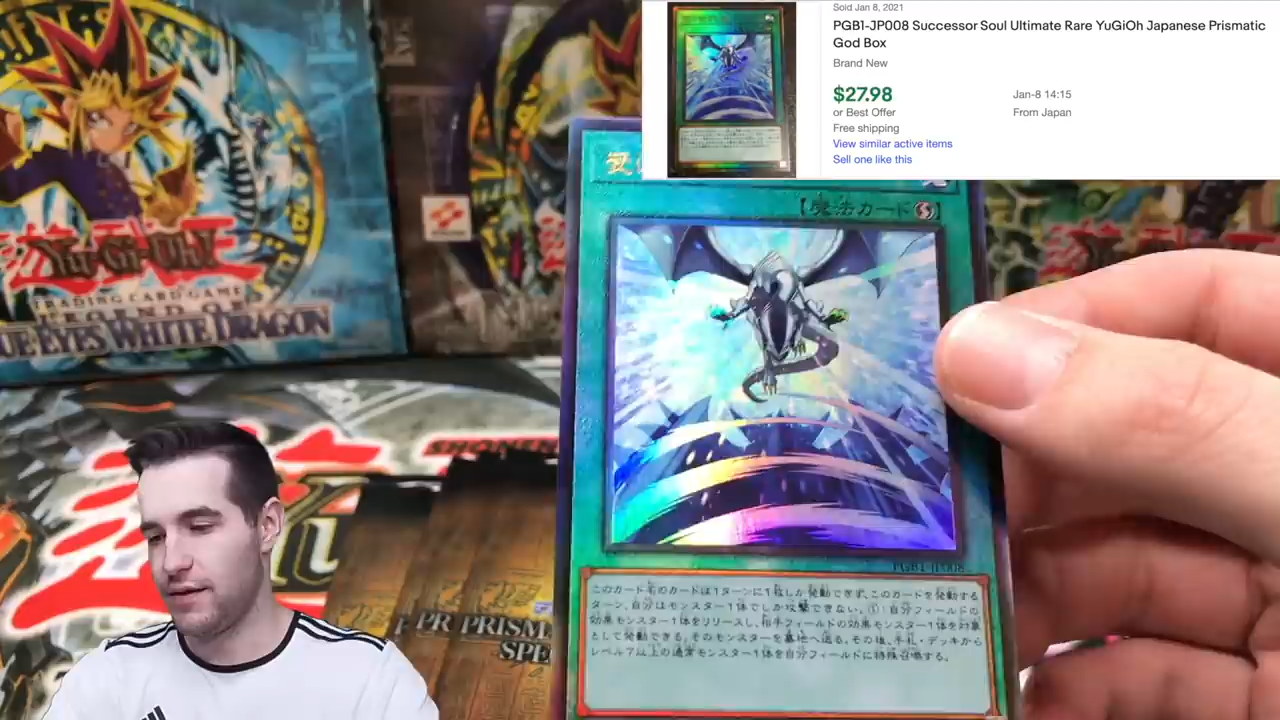 Sold Jan 8, 2021
PGB1-JP008 Successor Soul Ultimate Rare YuGiOh Japanese Prismatic
God Box
Brand New
$27.98
Jan-8 14:15
or Best Offer
From Japan
Free shipping
View similar active items
Sell one like this
【魔法カード
遊 Yu-Gi-Oh! 王
TRADING CARD GAME
LEGEND OF
BLUE EYES WHITE DRAGON
KONAMI
SHONEN
PR PRISM
SPE
PGB1-JP008
このカード名のカードは1ターンに1枚しか発動できず、このカードを発動する
ターン、自分はモンスター1体でしか攻撃できない。①:自分フィールドの
効果モンスター1体をリリースし、相手フィールドの効果モンスター1体を対象
として発動できる。そのモンスターを墓地へ送る。その後、手札・デッキから
レベル7以上の通常モンスター1体を自分フィールドに特殊召喚する。